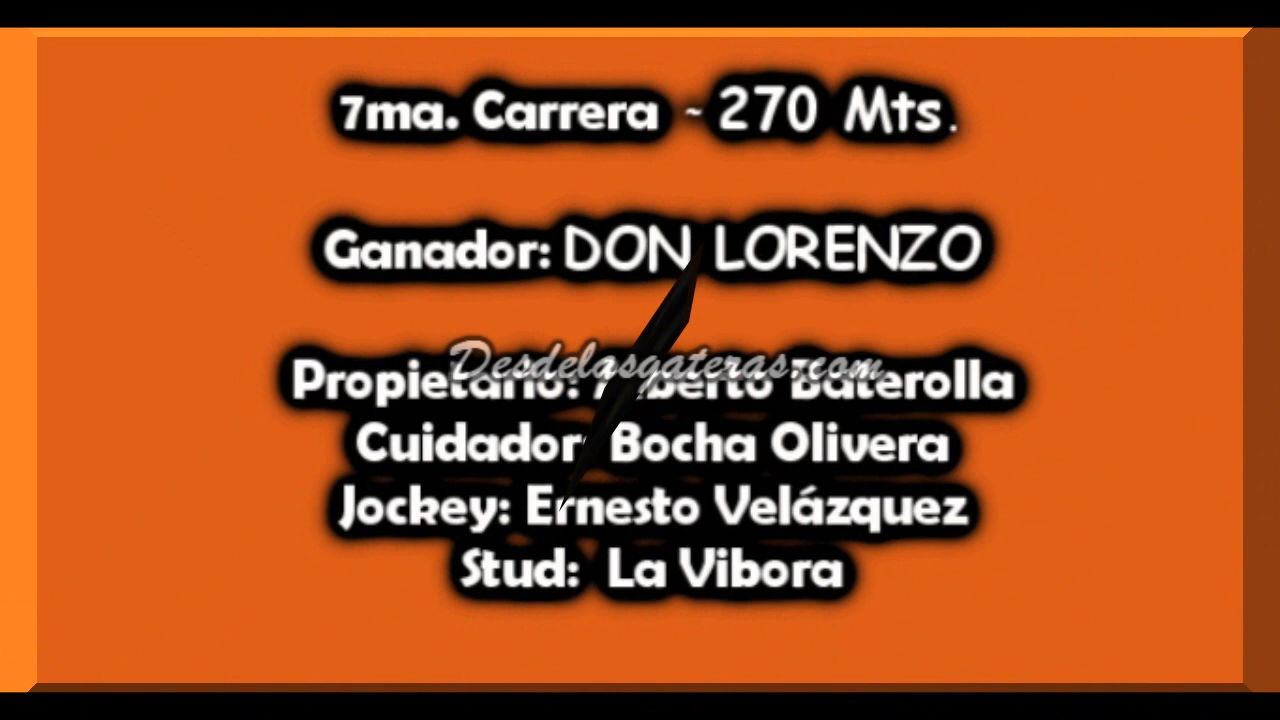 7ma. Carrera - 270 Mts.
Ganador: DON LORENZO
Desdelasgateras.com
Propietario: Alberto Baterolla
Cuidador: Bocha Olivera
Jockey: Ernesto Velázquez
Stud: La Vibora